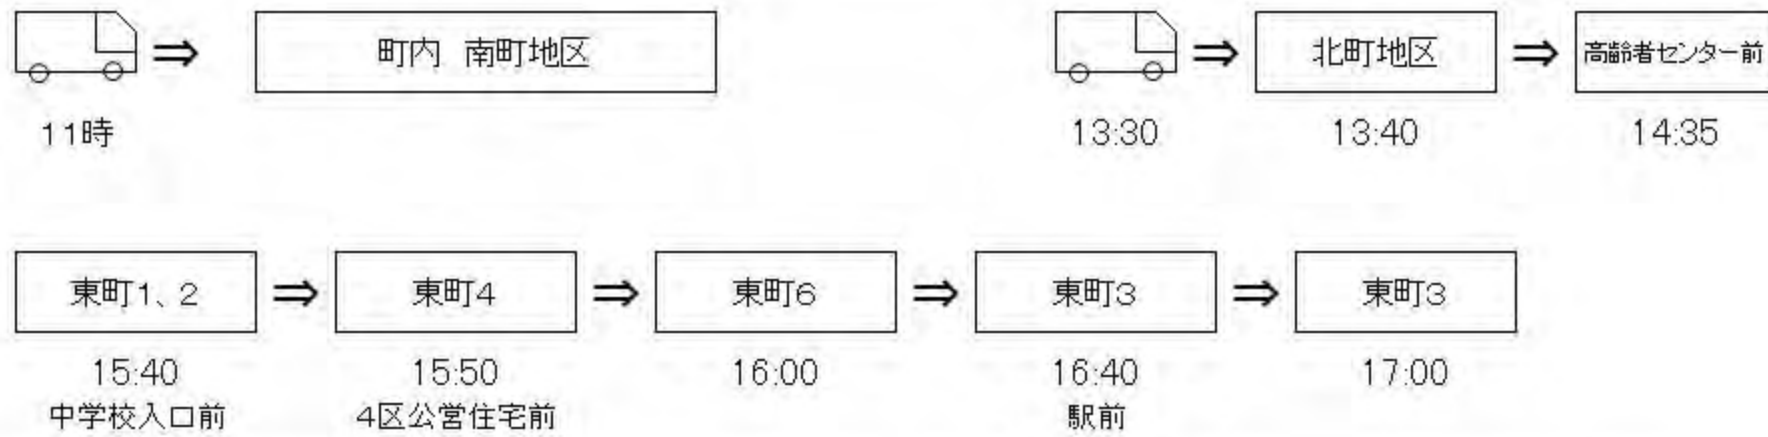 町内 南町地区
北町地区
高齢者センター前
11時
13:30
13:40
14:35
東町1、2
東町4
東町6
東町3
東町3
15:40
15:50
16:00
16:40
17:00
中学校入口前
4区公営住宅前
駅前